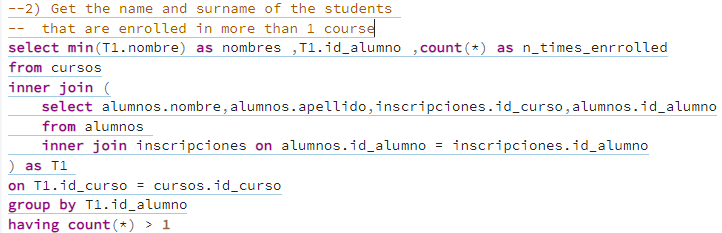 --2) Get the name and surname of the students
--  that are enrolled in more than 1 course
select min(T1.nombre) as nombres ,T1.id_alumno ,count(*) as n_times_enrrolled
from cursos
inner join (
    select alumnos.nombre,alumnos.apellido,inscripciones.id_curso,alumnos.id_alumno
    from alumnos
    inner join inscripciones on alumnos.id_alumno = inscripciones.id_alumno
) as T1
on T1.id_curso = cursos.id_curso
group by T1.id_alumno
having count(*) > 1